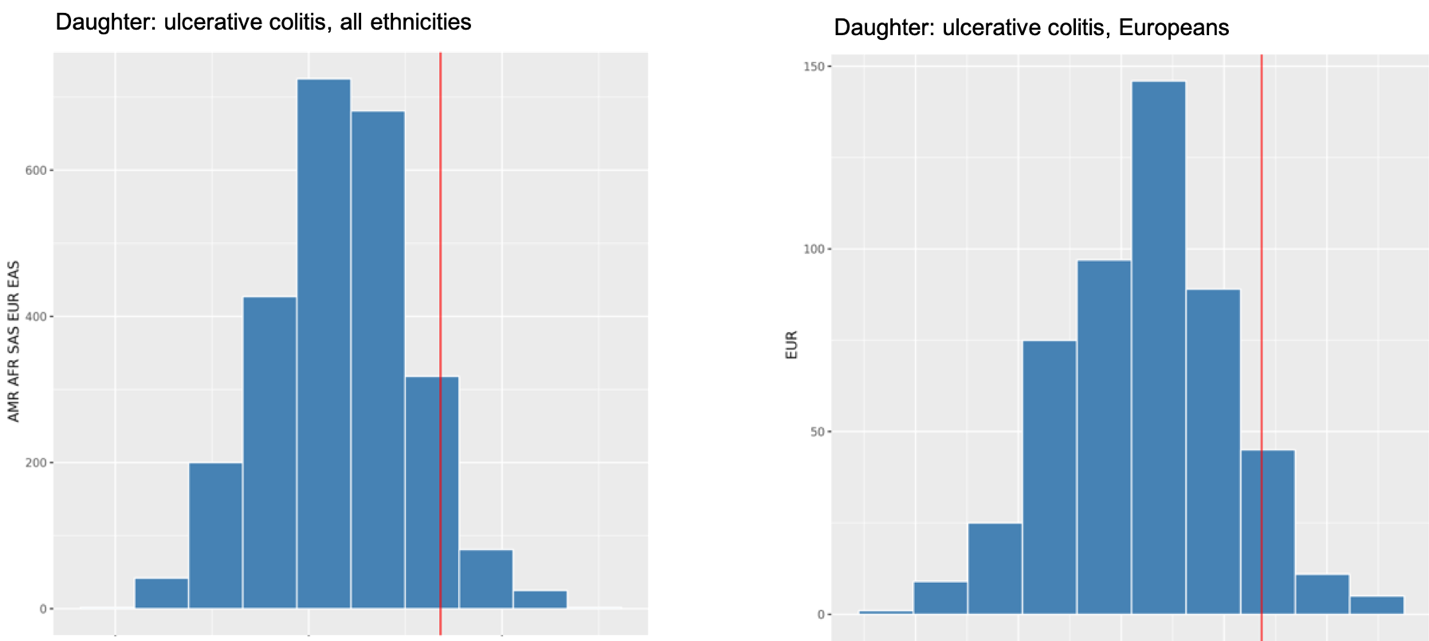 Daughter: ulcerative colitis, all ethnicities
600
400
200
0
AMR AFR SAS EUR EAS
Daughter: ulcerative colitis, Europeans
150
100
50
0
EUR